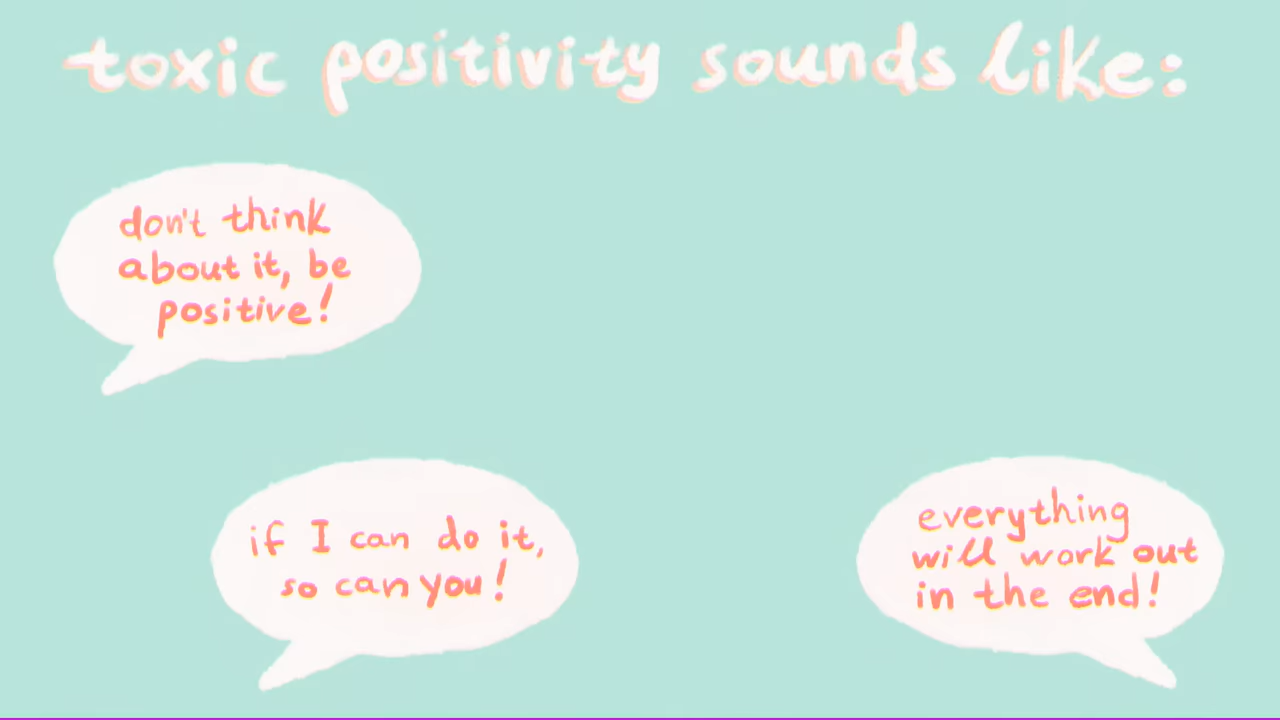 toxic positivity sounds like:
don't think
about it, be
positive!
if I can do it,
so can you!
everything
will work out
in the end!